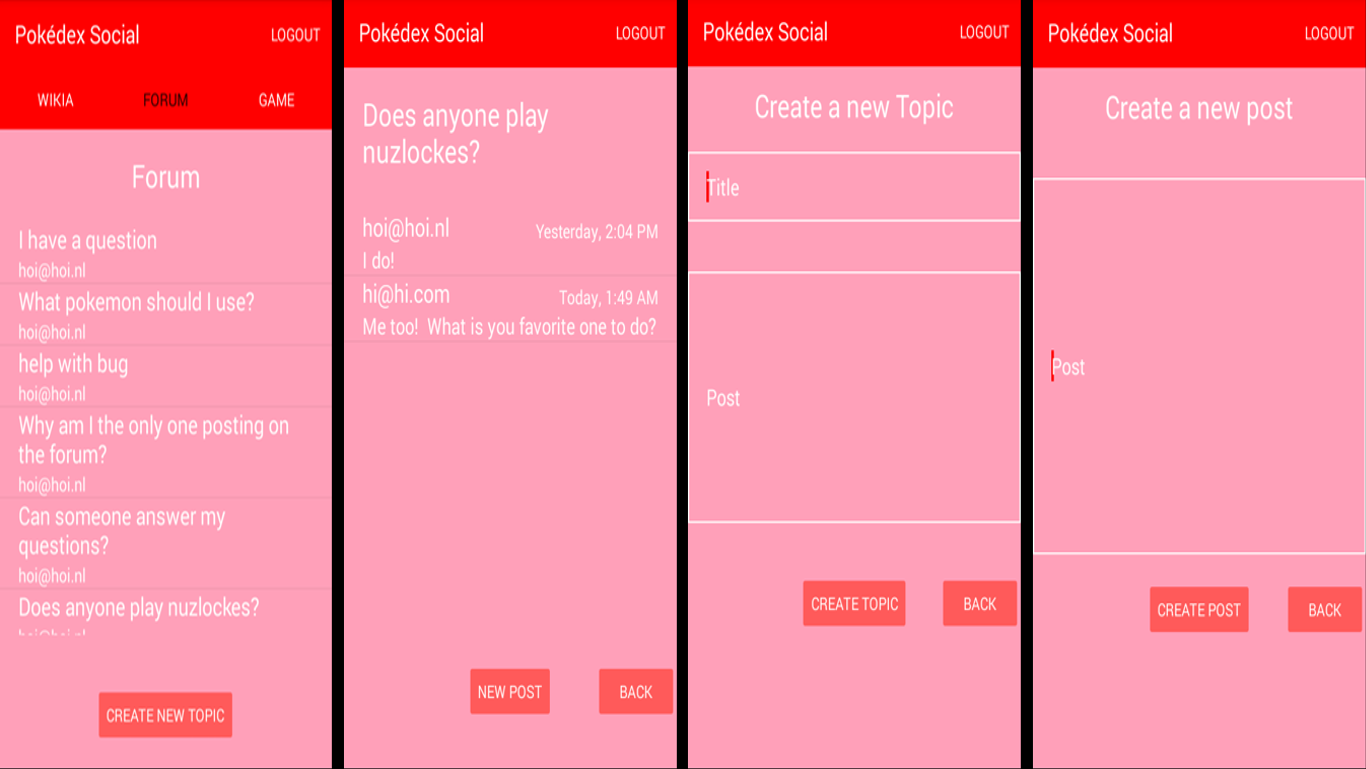 Pokédex Social LOGOUT
WIKIA FORUM GAME
Forum
I have a question
hoi@hoi.nl
What pokemon should I use?
hoi@hoi.nl
help with bug
hoi@hoi.nl
Why am I the only one posting on
the forum?
hoi@hoi.nl
Can someone answer my
questions?
hoi@hoi.nl
Does anyone play nuzlockes?
CREATE NEW TOPIC
Pokédex Social LOGOUT
Does anyone play
nuzlockes?
hoi@hoi.nl Yesterday, 2:04 PM
I do!
hi@hi.com Today, 1:49 AM
Me too!  What is you favorite one to do?
NEW POST BACK
Pokédex Social LOGOUT
Create a new Topic
Title
Post
CREATE TOPIC BACK
Pokédex Social LOGOUT
Create a new post
Post
CREATE POST BACK